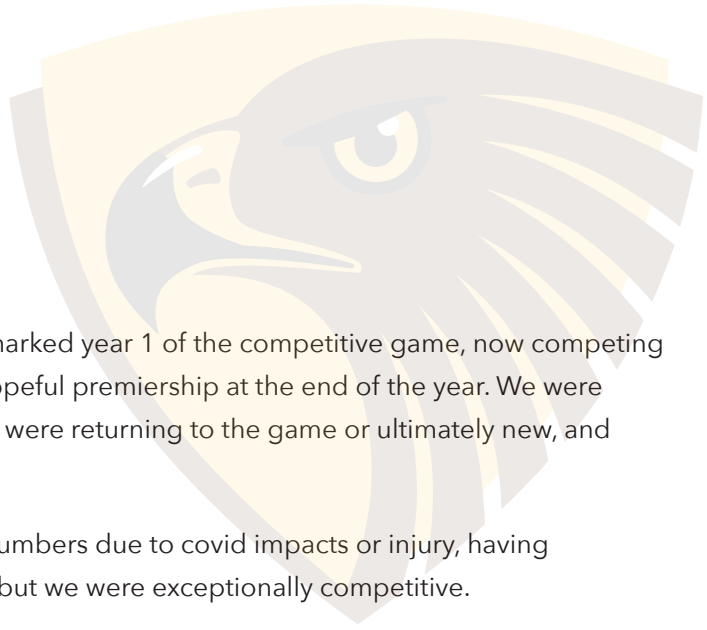 marked year 1 of the competitive game, now competing
opeful premiership at the end of the year. We were
were returning to the game or ultimately new, and
umbers due to covid impacts or injury, having
but we were exceptionally competitive.